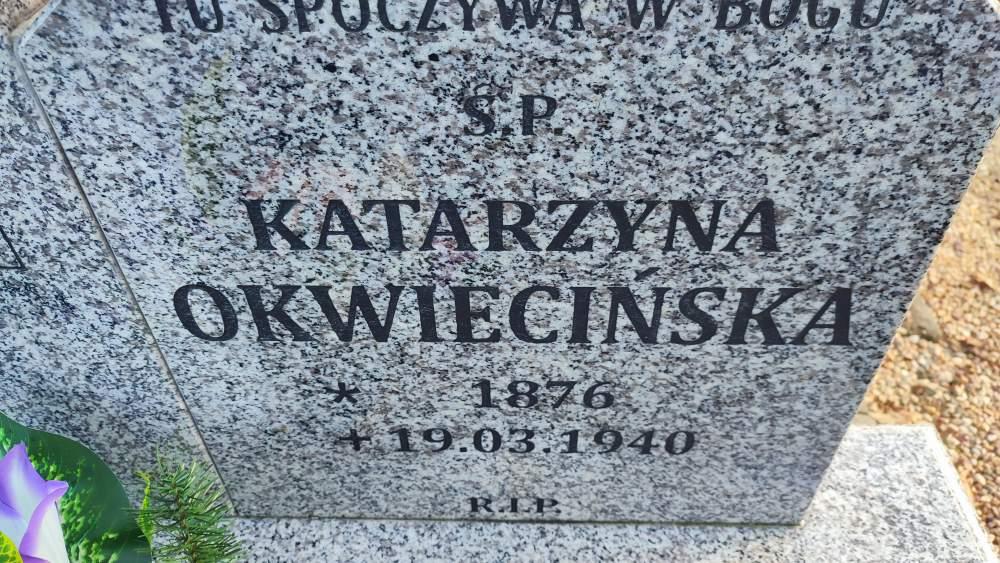 TU SPOCZYWA W BOGU
Ś.P.
KATARZYNA
OKWIECIŃSKA
* 1876
+ 19.03.1940
R.I.P.